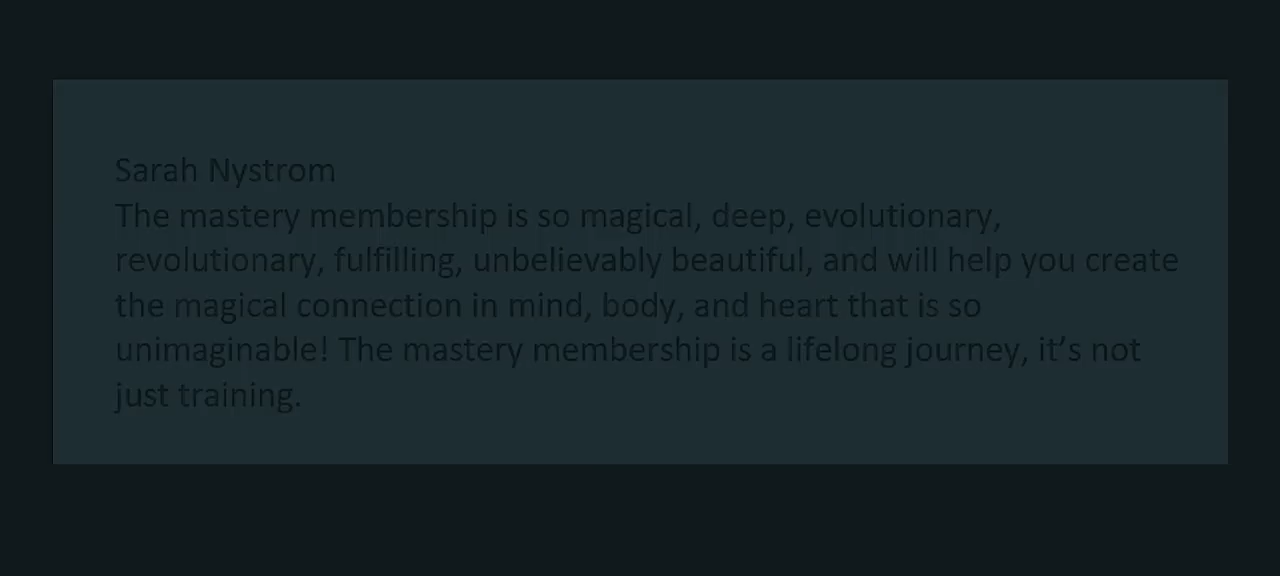 Sarah Nystrom
The mastery membership is so magical, deep, evolutionary,
revolutionary, fulfilling, unbelievably beautiful, and will help you create
the magical connection in mind, body, and heart that is so
unimaginable! The mastery membership is a lifelong journey, it’s not
just training.